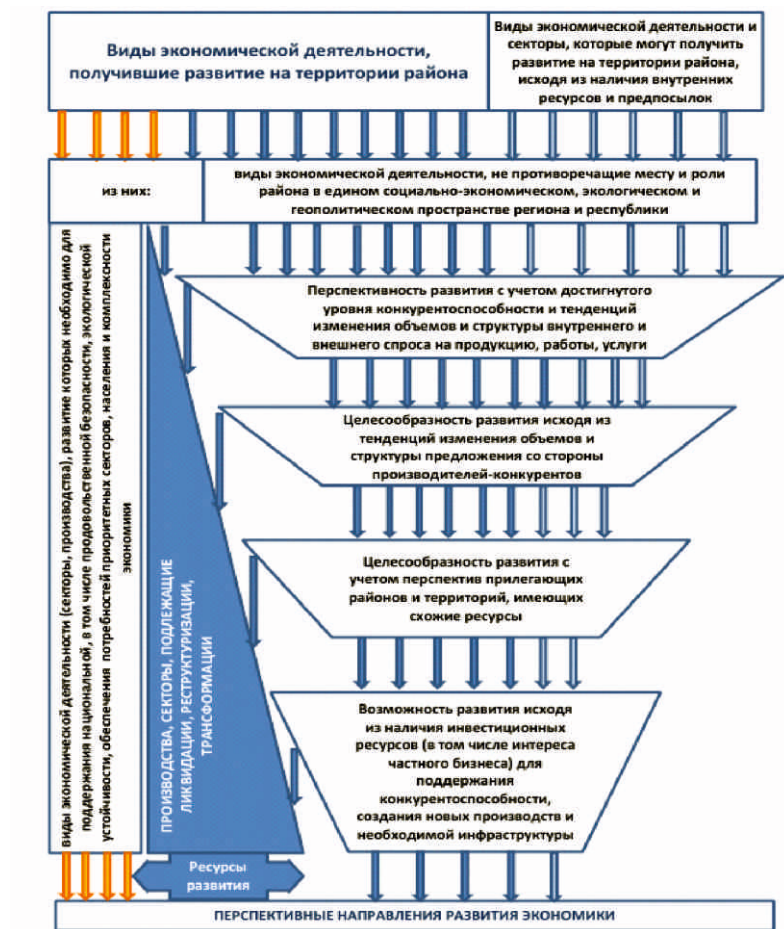 Виды экономической деятельности,
получившие развитие на территории района
Виды экономической деятельности и
секторы, которые могут получить
развитие на территории района,
исходя из наличия внутренних
ресурсов и предпосылок
из них:
виды экономической деятельности, не противоречащие месту и роли
района в едином социально-экономическом, экологическом и
геополитическом пространстве региона и республики
виды экономической деятельности (секторы, производства), развитие которых необходимо для
поддержания национальной, в том числе продовольственной безопасности, экологической
устойчивости, обеспечения потребностей приоритетных секторов, населения и комплексности
экономики
ПРОИЗВОДСТВА, СЕКТОРЫ, ПОДЛЕЖАЩИЕ
ЛИКВИДАЦИИ, РЕСТРУКТУРИЗАЦИИ,
ТРАНСФОРМАЦИИ
Перспективность развития с учетом достигнутого
уровня конкурентоспособности и тенденций
изменения объемов и структуры внутреннего и
внешнего спроса на продукцию, работы, услуги
Целесообразность развития исходя из
тенденций изменения объемов и
структуры предложения со стороны
производителей-конкурентов
Целесообразность развития с
учетом перспектив прилегающих
районов и территорий, имеющих
схожие ресурсы
Возможность развития исходя
из наличия инвестиционных
ресурсов (в том числе интереса
частного бизнеса) для
поддержания
конкурентоспособности,
создания новых производств и
необходимой инфраструктуры
Ресурсы
развития
ПЕРСПЕКТИВНЫЕ НАПРАВЛЕНИЯ РАЗВИТИЯ ЭКОНОМИКИ